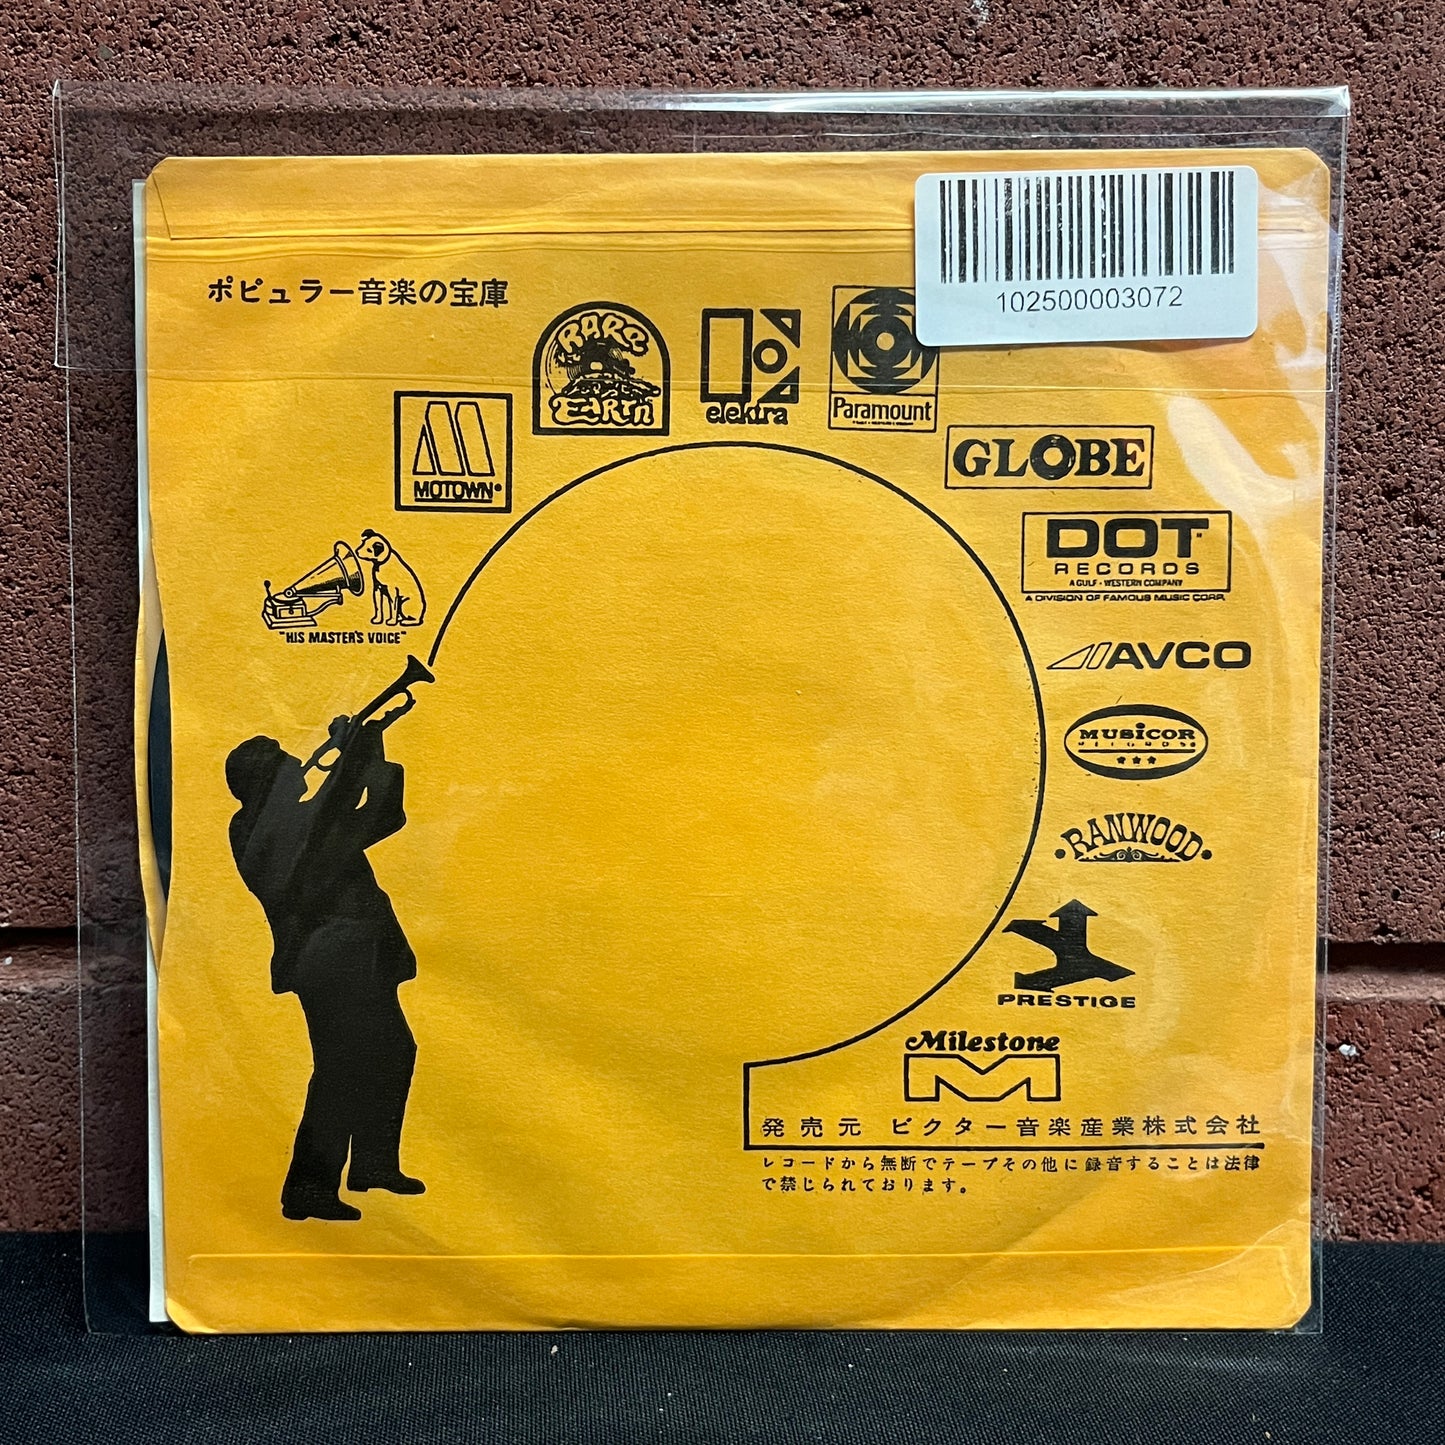 102500003072
ポピュラー音楽の宝庫
RARE
EARTH
elektra
Paramount
MOTOWN
GLOBE
DOT
RECORDS
A GULF + WESTERN COMPANY
A DIVISION OF FAMOUS MUSIC CORP.
"HIS MASTER'S VOICE"
AVCO
MUSICOR
RECORDS
RANWOOD
PRESTIGE
Milestone
M
発売元 ビクター音楽産業株式会社
レコードから無断でテープその他に録音することは法律
で禁じられております。